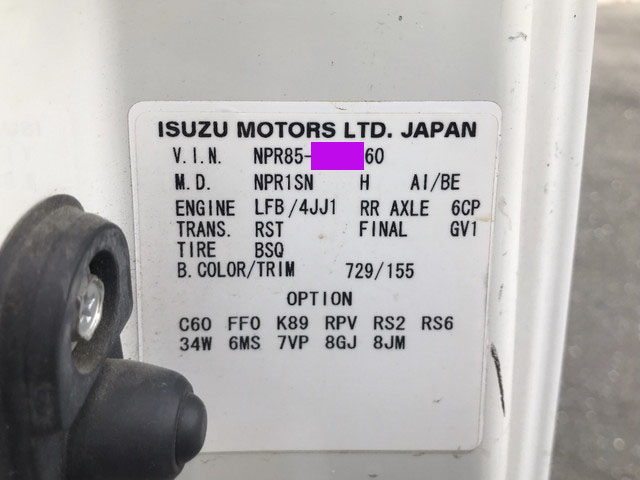 ISUZU MOTORS LTD. JAPAN
V.I.N. NPR85- 60
M.D. NPR1SN H AI/BE
ENGINE LFB/4JJ1 RR AXLE 6CP
TRANS. RST FINAL GV1
TIRE BSQ
B.COLOR/TRIM 729/155
OPTION
C60 FF0 K89 RPV RS2 RS6
34W 6MS 7VP 8GJ 8JM